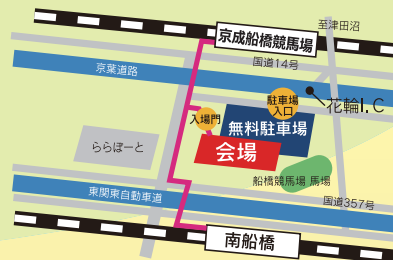 至津田沼
京成船橋競馬場
国道14号
京葉道路
駐車場
入口
花輪I.C
入場門
無料駐車場
ららぽーと
会場
船橋競馬場 馬場
東関東自動車道
国道357号
南船橋